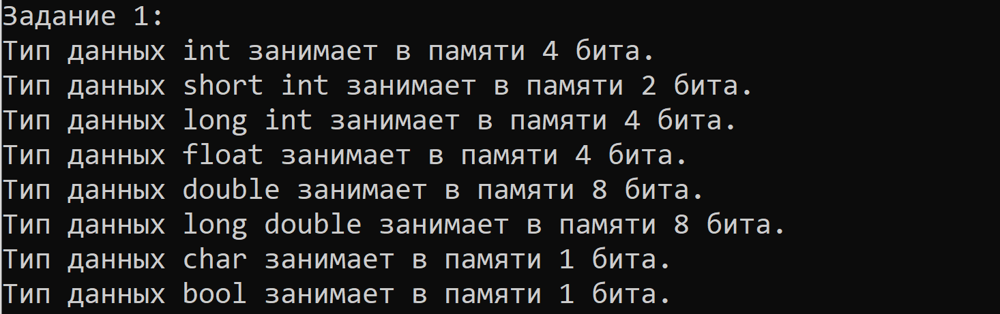 Задание 1:
Тип данных int занимает в памяти 4 бита.
Тип данных short int занимает в памяти 2 бита.
Тип данных long int занимает в памяти 4 бита.
Тип данных float занимает в памяти 4 бита.
Тип данных double занимает в памяти 8 бита.
Тип данных long double занимает в памяти 8 бита.
Тип данных char занимает в памяти 1 бита.
Тип данных bool занимает в памяти 1 бита.